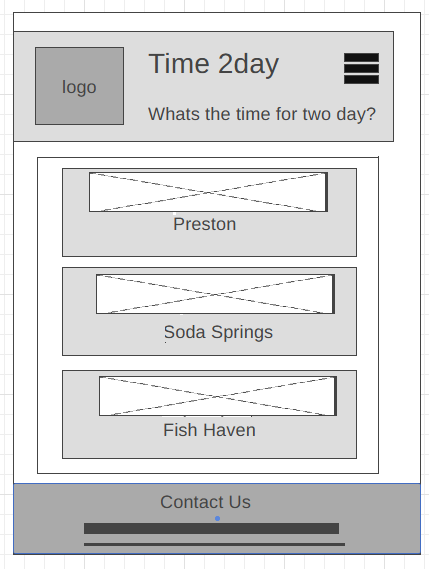 logo
Time 2day
Whats the time for two day?
Preston
Soda Springs
Fish Haven
Contact Us